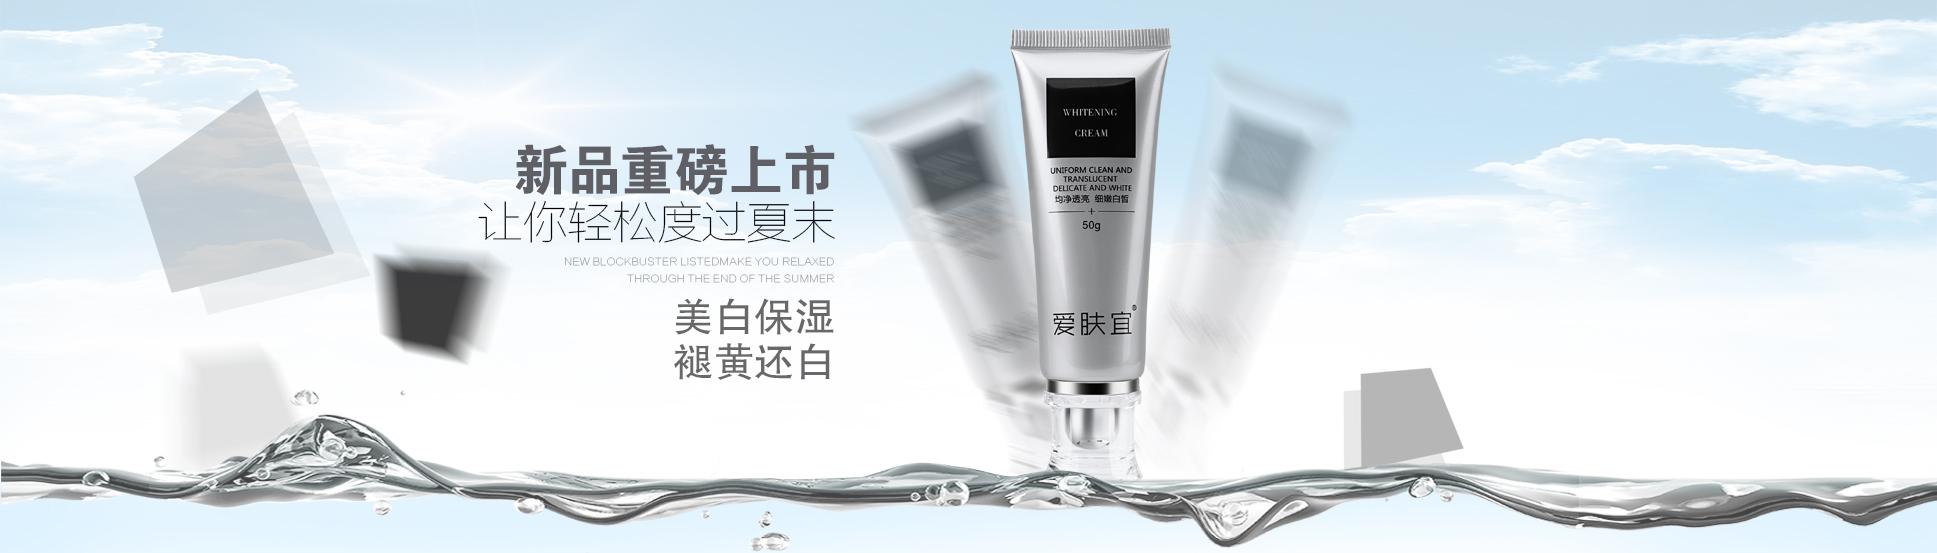 新品重磅上市
让你轻松度过夏末
NEW BLOCKBUSTER LISTEDMAKE YOU RELAXED
THROUGH THE END OF THE SUMMER
美白保湿
褪黄还白
WHITENING
CREAM
UNIFORM CLEAN AND
TRANSLUCENT
DELICATE AND WHITE
均净透亮 细嫩白皙
+
50g
爱肤宜®